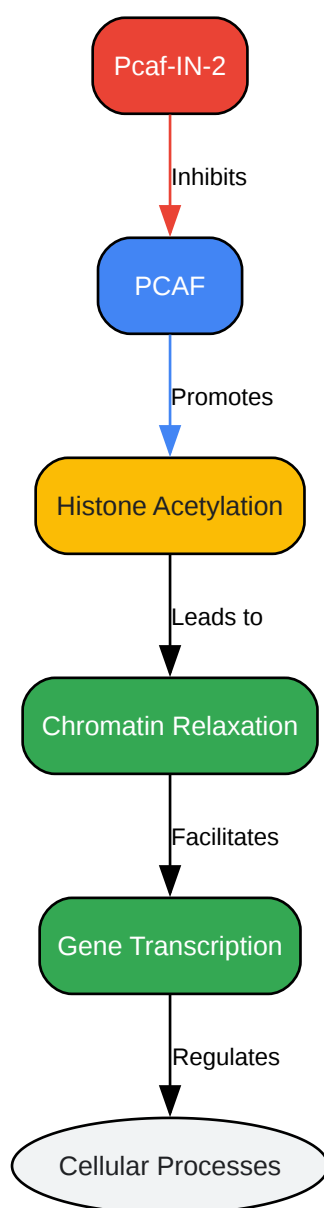 Pcaf-IN-2
Inhibits
PCAF
Promotes
Histone Acetylation
Leads to
Chromatin Relaxation
Facilitates
Gene Transcription
Regulates
Cellular Processes